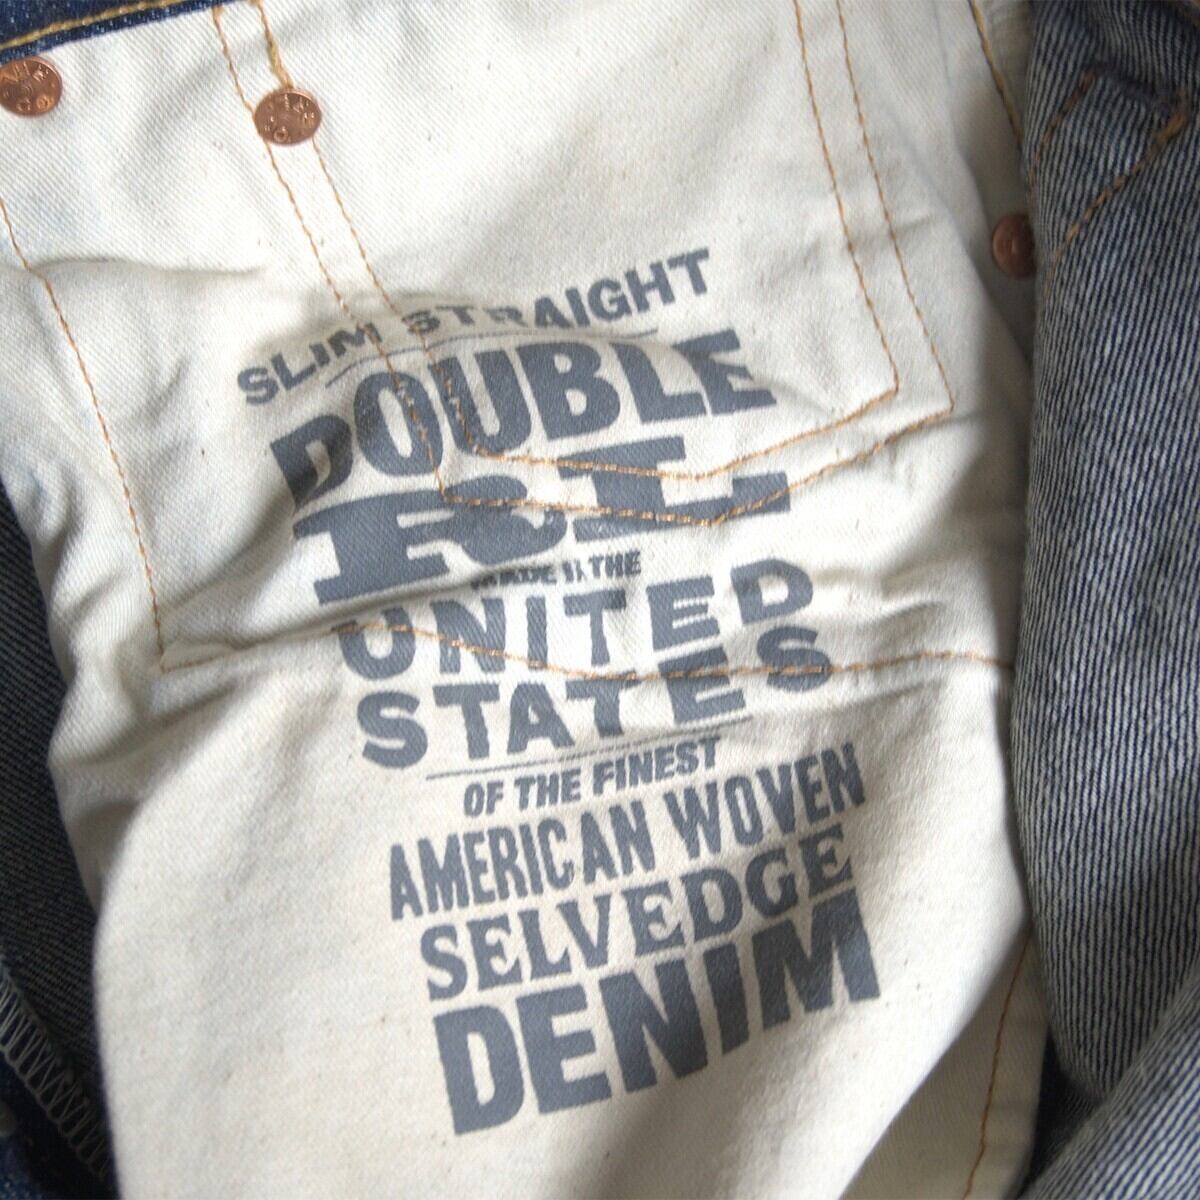 SLIM STRAIGHT
DOUBLE
RL
MADE IN THE
UNITED
STATES
OF THE FINEST
AMERICAN WOVEN
SELVEDGE
DENIM